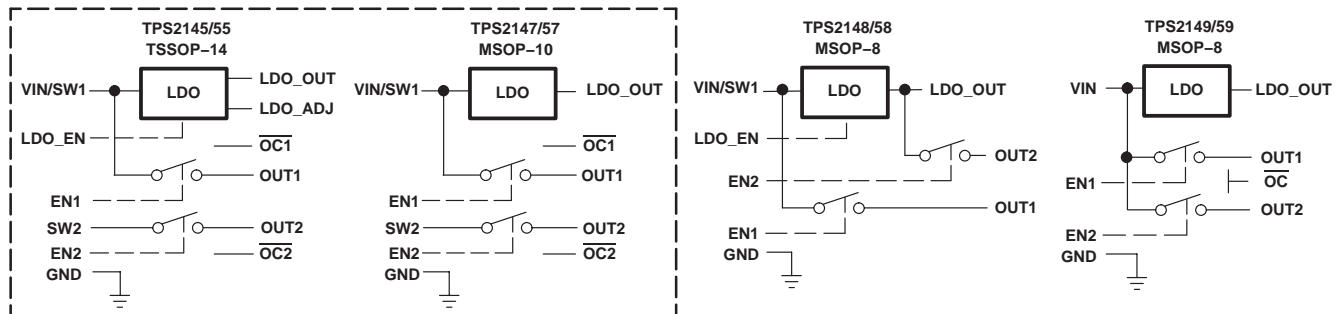 TPS2145/55
TSSOP–14
VIN/SW1
LDO
LDO_OUT
LDO_ADJ
LDO_EN
OC1
OUT1
EN1
SW2
OUT2
EN2
OC2
GND
TPS2147/57
MSOP–10
VIN/SW1
LDO
LDO_OUT
OC1
OUT1
EN1
SW2
OUT2
EN2
OC2
GND
TPS2148/58
MSOP–8
VIN/SW1
LDO
LDO_OUT
LDO_EN
OUT2
EN2
OUT1
EN1
GND
TPS2149/59
MSOP–8
VIN
LDO
LDO_OUT
OUT1
EN1
OC
OUT2
EN2
GND